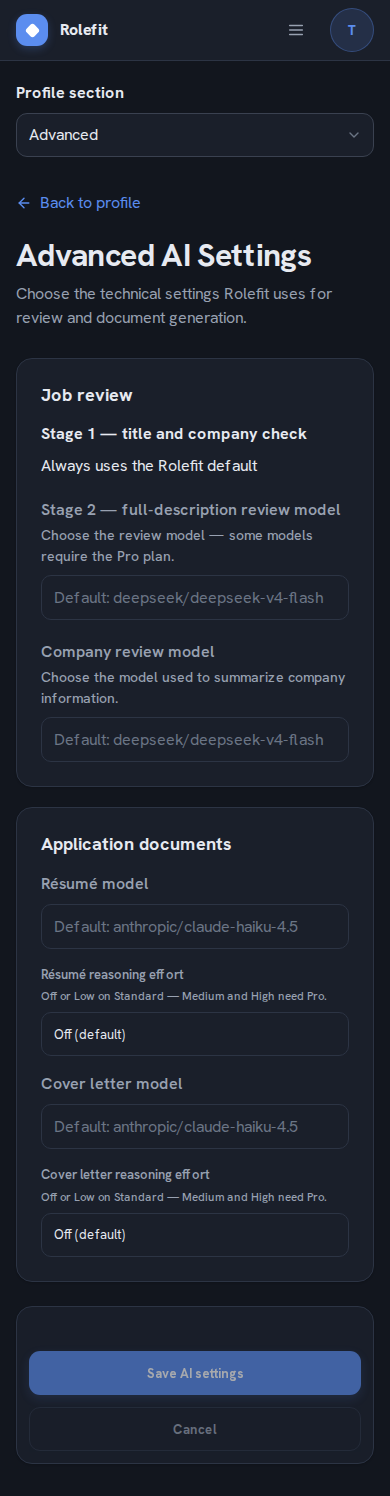 Rolefit
T
Profile section
Advanced
Back to profile
Advanced AI Settings
Choose the technical settings Rolefit uses for
review and document generation.
Job review
Stage 1 — title and company check
Always uses the Rolefit default
Stage 2 — full-description review model
Choose the review model — some models
require the Pro plan.
Default: deepseek/deepseek-v4-flash
Company review model
Choose the model used to summarize company
information.
Default: deepseek/deepseek-v4-flash
Application documents
Résumé model
Default: anthropic/claude-haiku-4.5
Résumé reasoning effort
Off or Low on Standard — Medium and High need Pro.
Off (default)
Cover letter model
Default: anthropic/claude-haiku-4.5
Cover letter reasoning effort
Off or Low on Standard — Medium and High need Pro.
Off (default)
Save AI settings
Cancel